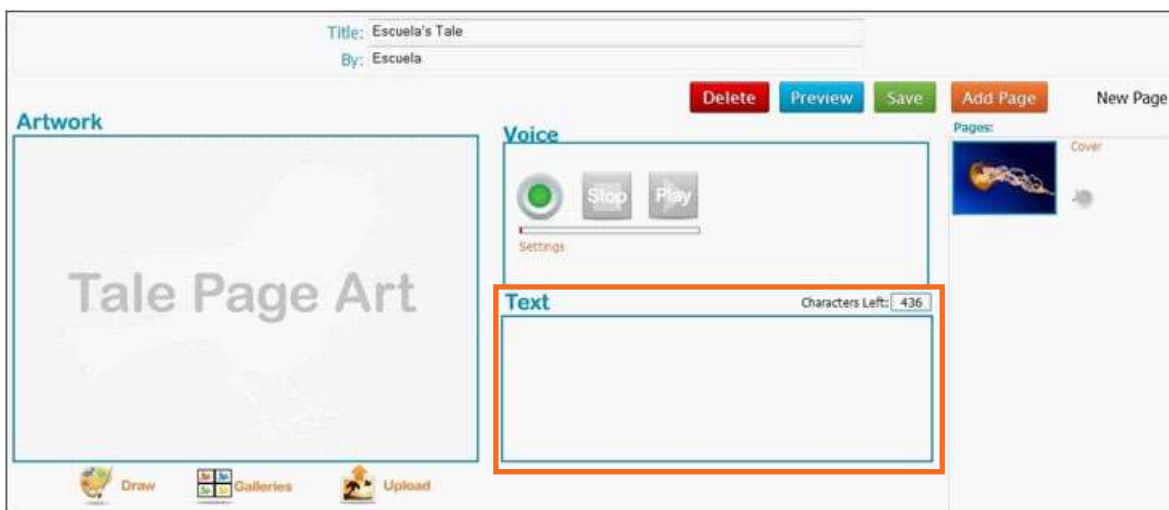 Title: Escuela's Tale
By: Escuela
Delete Preview Save Add Page New Page
Artwork
Voice
Pages:
Cover
Stop Play
Settings
Tale Page Art
Text Characters Left: 436
Draw Galleries Upload